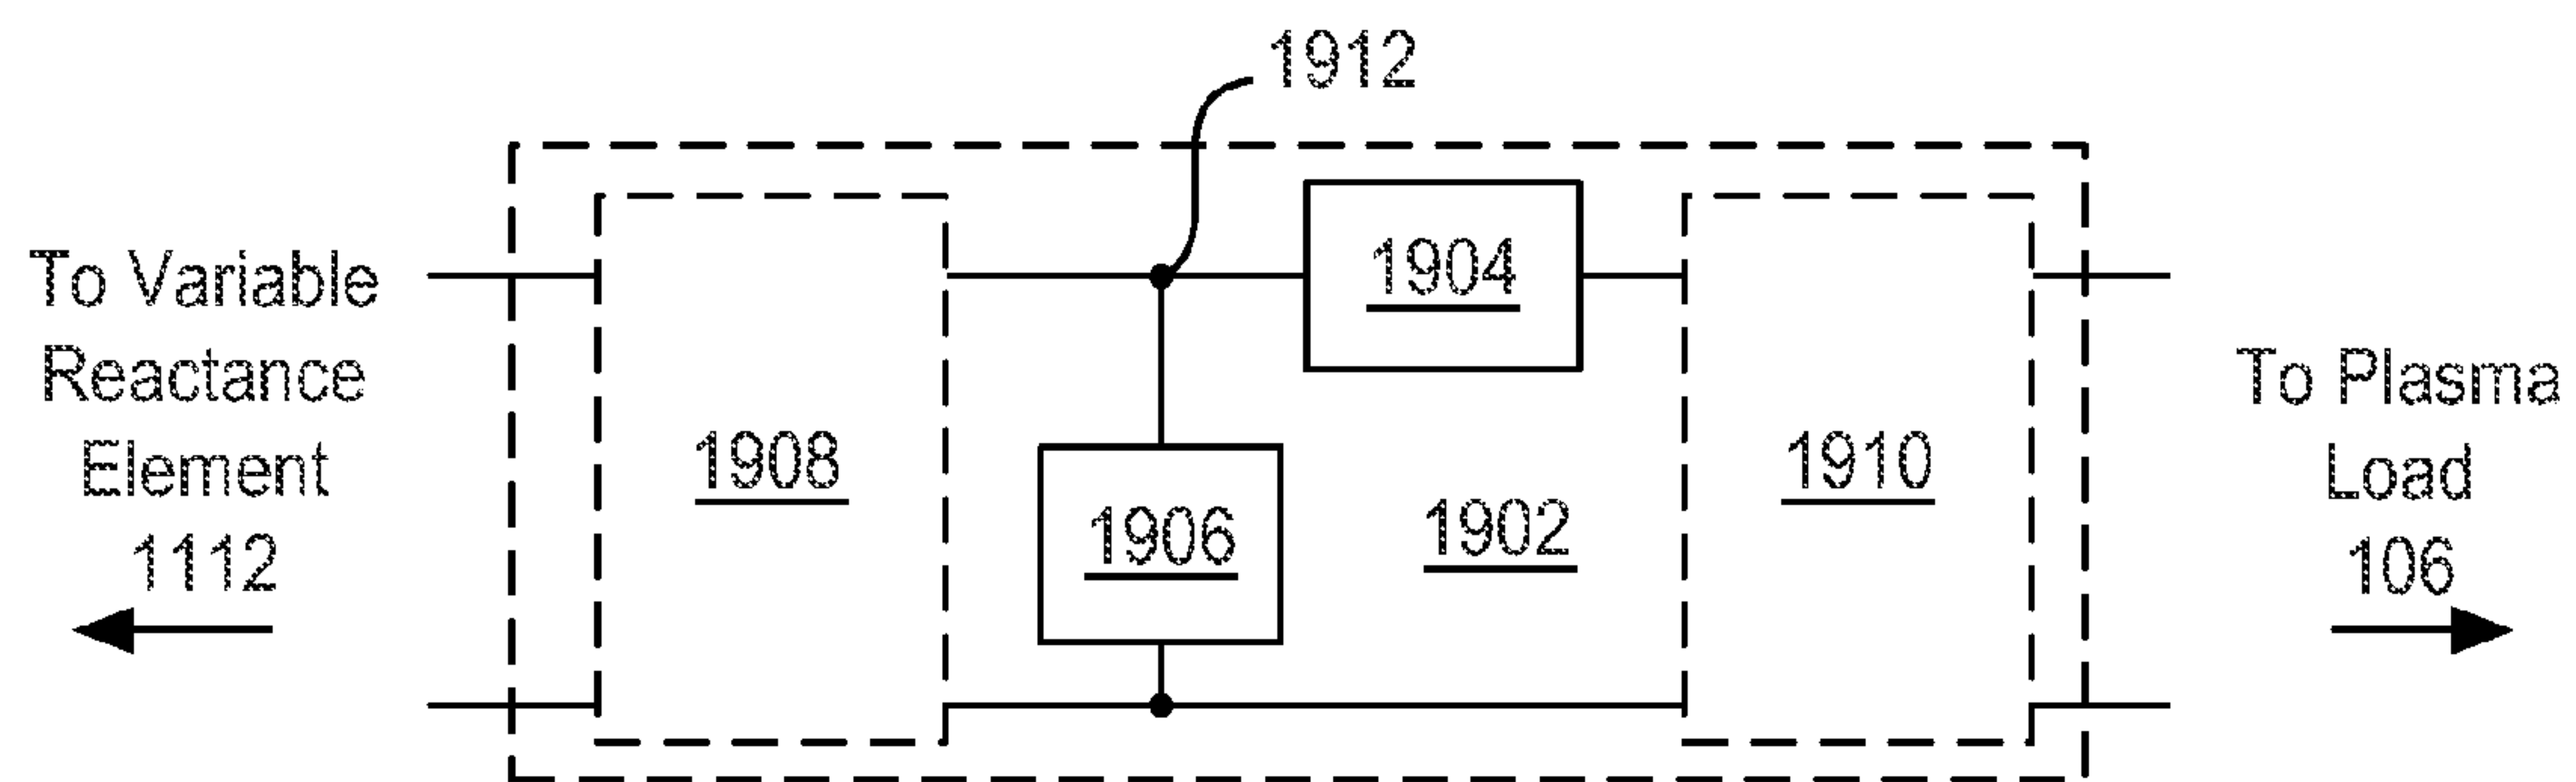 1912
To Variable
Reactance
Element
1112
1908
1904
1906
1902
1910
To Plasma
Load
106